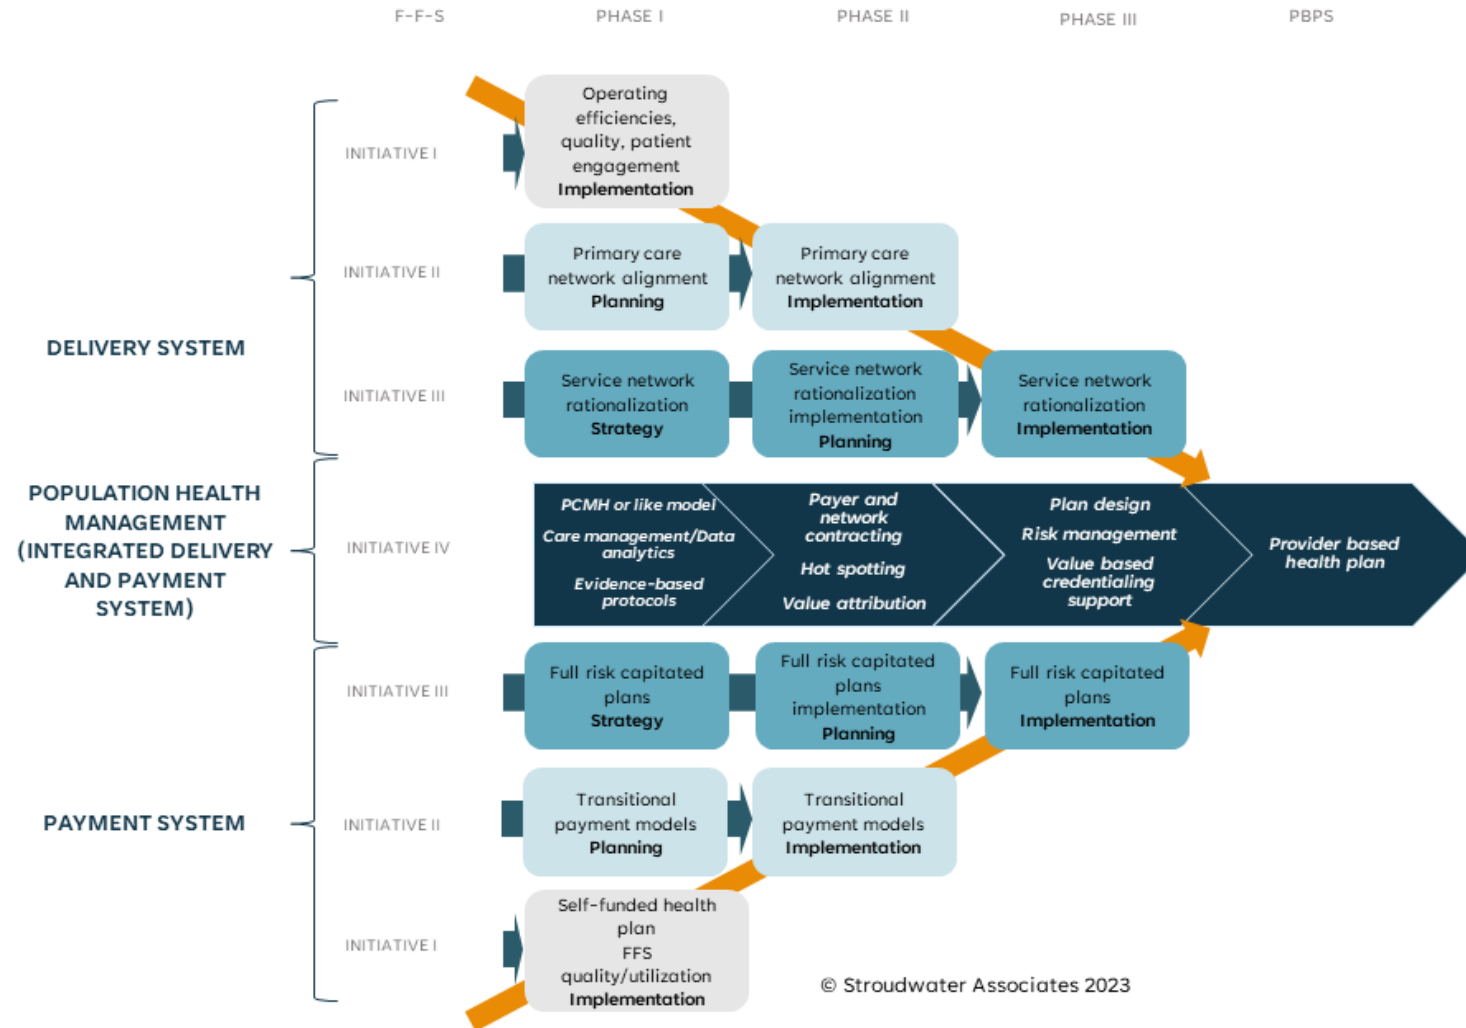 F-F-S
PHASE I
PHASE II
PHASE III
PBPS
DELIVERY SYSTEM
INITIATIVE I
Operating
efficiencies,
quality, patient
engagement
Implementation
INITIATIVE II
Primary care
network alignment
Planning
Primary care
network alignment
Implementation
INITIATIVE III
Service network
rationalization
Strategy
Service network
rationalization
implementation
Planning
Service network
rationalization
Implementation
POPULATION HEALTH
MANAGEMENT
(INTEGRATED DELIVERY
AND PAYMENT
SYSTEM)
INITIATIVE IV
PCMH or like model
Care management/Data
analytics
Evidence-based
protocols
Payer and
network
contracting
Hot spotting
Value attribution
Plan design
Risk management
Value based
credentialing
support
Provider based
health plan
PAYMENT SYSTEM
INITIATIVE III
Full risk capitated
plans
Strategy
Full risk capitated
plans
implementation
Planning
Full risk capitated
plans
Implementation
INITIATIVE II
Transitional
payment models
Planning
Transitional
payment models
Implementation
INITIATIVE I
Self-funded health
plan
FFS
quality/utilization
Implementation
© Stroudwater Associates 2023